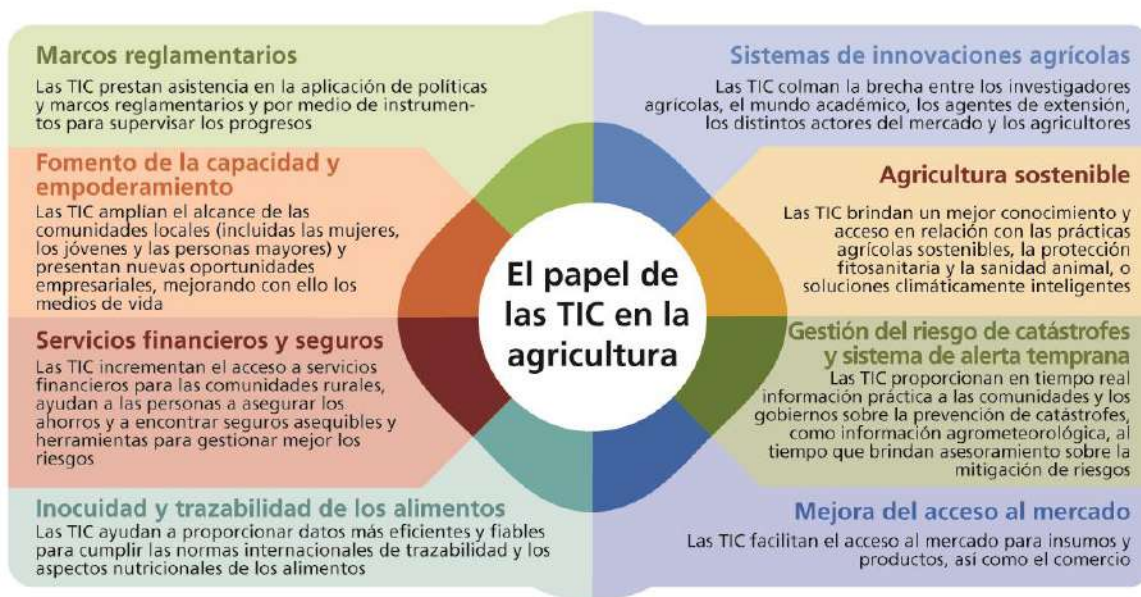 Marcos reglamentarios
Las TIC prestan asistencia en la aplicación de políticas
y marcos reglamentarios y por medio de instrumen-
tos para supervisar los progresos
Fomento de la capacidad y
empoderamiento
Las TIC amplían el alcance de las
comunidades locales (incluidas las mujeres,
los jóvenes y las personas mayores) y
presentan nuevas oportunidades
empresariales, mejorando con ello los
medios de vida
Servicios financieros y seguros
Las TIC incrementan el acceso a servicios
financieros para las comunidades rurales,
ayudan a las personas a asegurar los
ahorros y a encontrar seguros asequibles y
herramientas para gestionar mejor los
riesgos
Inocuidad y trazabilidad de los alimentos
Las TIC ayudan a proporcionar datos más eficientes y fiables
para cumplir las normas internacionales de trazabilidad y los
aspectos nutricionales de los alimentos
El papel de
las TIC en la
agricultura
Sistemas de innovaciones agrícolas
Las TIC colman la brecha entre los investigadores
agrícolas, el mundo académico, los agentes de extensión,
los distintos actores del mercado y los agricultores
Agricultura sostenible
Las TIC brindan un mejor conocimiento y
acceso en relación con las prácticas
agrícolas sostenibles, la protección
fitosanitaria y la sanidad animal, o
soluciones climáticamente inteligentes
Gestión del riesgo de catástrofes
y sistema de alerta temprana
Las TIC proporcionan en tiempo real
información práctica a las comunidades y los
gobiernos sobre la prevención de catástrofes,
como información agrometeorológica, al
tiempo que brindan asesoramiento sobre la
mitigación de riesgos
Mejora del acceso al mercado
Las TIC facilitan el acceso al mercado para insumos y
productos, así como el comercio